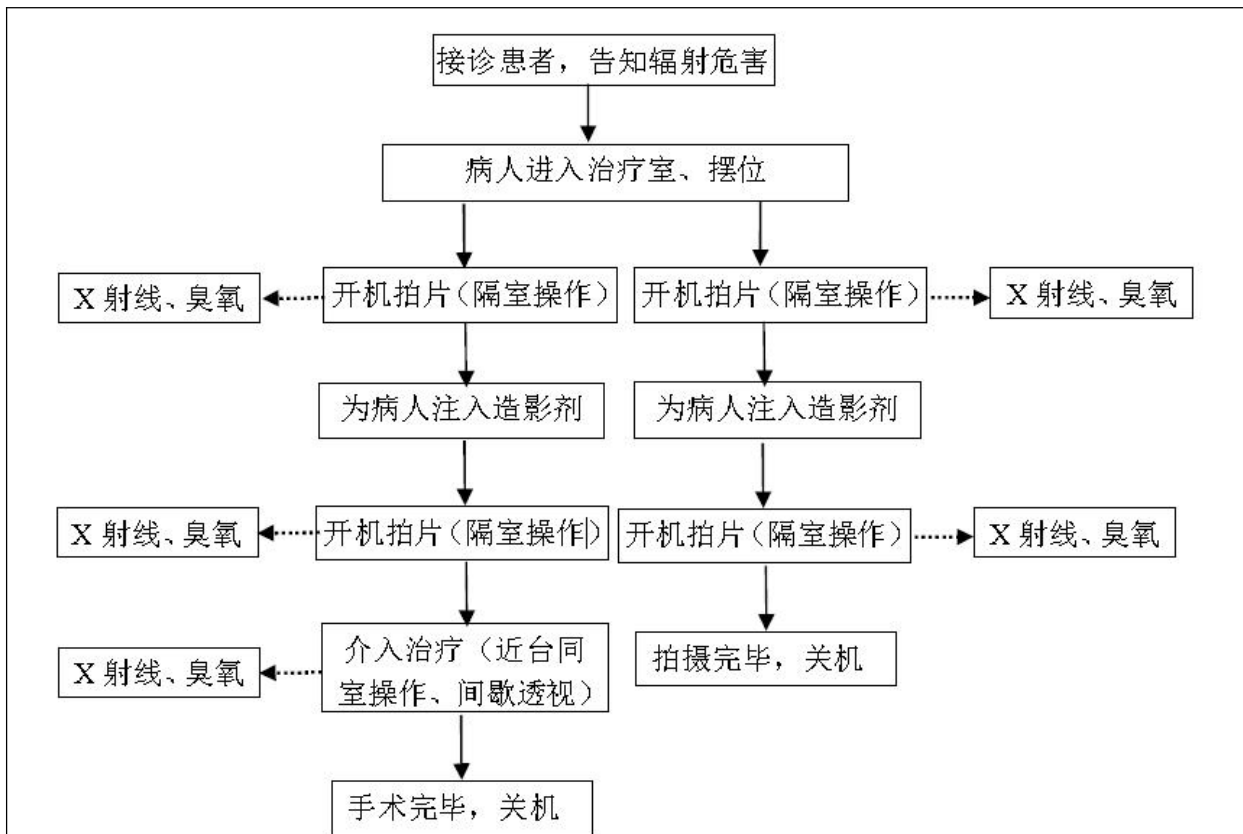 接诊患者，告知辐射危害
病人进入治疗室、摆位
X 射线、臭氧
开机拍片（隔室操作）
开机拍片（隔室操作）
X 射线、臭氧
为病人注入造影剂
为病人注入造影剂
X 射线、臭氧
开机拍片（隔室操作）
开机拍片（隔室操作）
X 射线、臭氧
X 射线、臭氧
介入治疗（近台同
室操作、间歇透视）
拍摄完毕，关机
手术完毕，关机